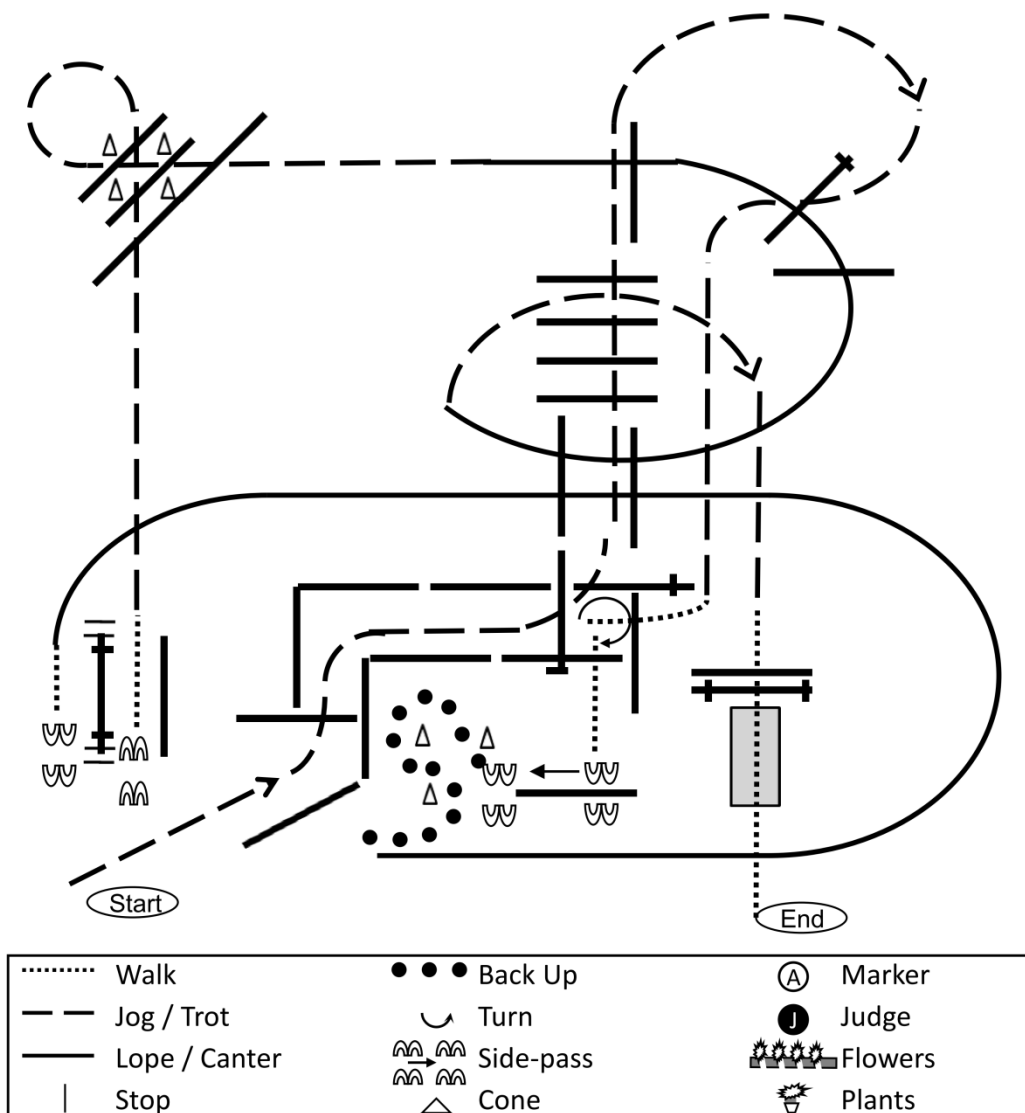 Start
End
Walk
Back Up
A
Marker
Jog / Trot
Turn
J
Judge
Lope / Canter
Side-pass
Flowers
Stop
Cone
Plants